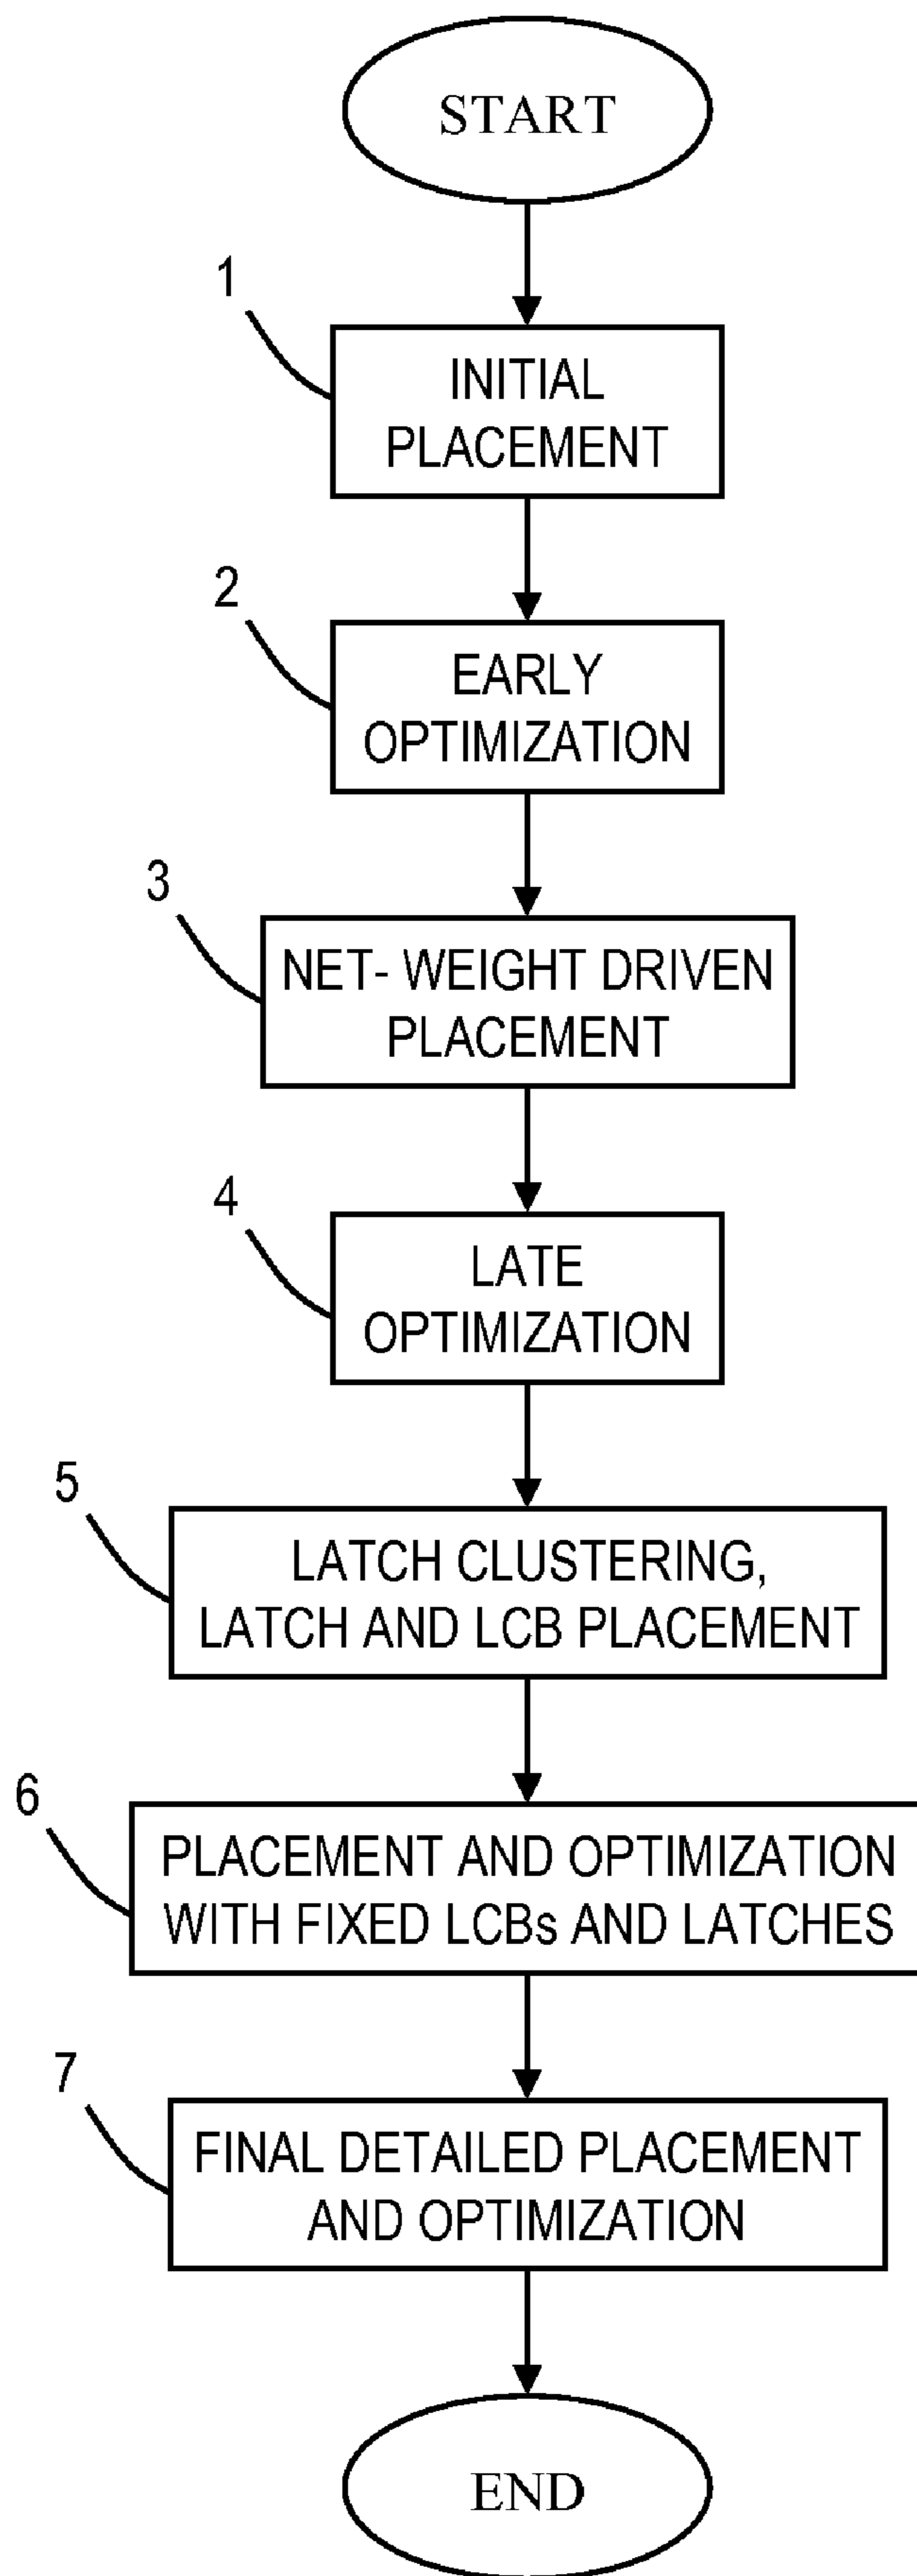 START
1
INITIAL
PLACEMENT
2
EARLY
OPTIMIZATION
3
NET- WEIGHT DRIVEN
PLACEMENT
4
LATE
OPTIMIZATION
5
LATCH CLUSTERING,
LATCH AND LCB PLACEMENT
6
PLACEMENT AND OPTIMIZATION
WITH FIXED LCBs AND LATCHES
7
FINAL DETAILED PLACEMENT
AND OPTIMIZATION
END